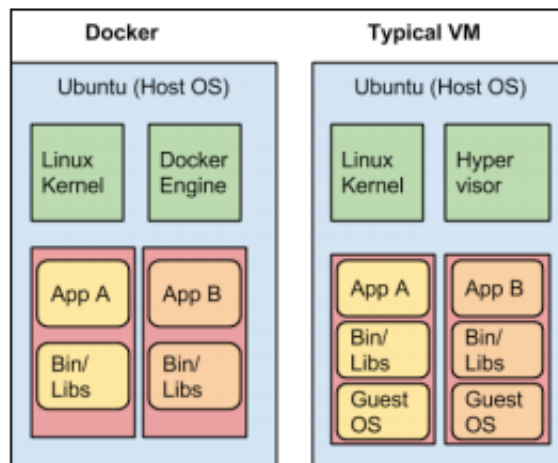 Docker
Ubuntu (Host OS)
Linux
Kernel
Docker
Engine
App A
App B
Bin/
Libs
Bin/
Libs
Typical VM
Ubuntu (Host OS)
Linux
Kernel
Hyper
visor
App A
App B
Bin/
Libs
Bin/
Libs
Guest
OS
Guest
OS